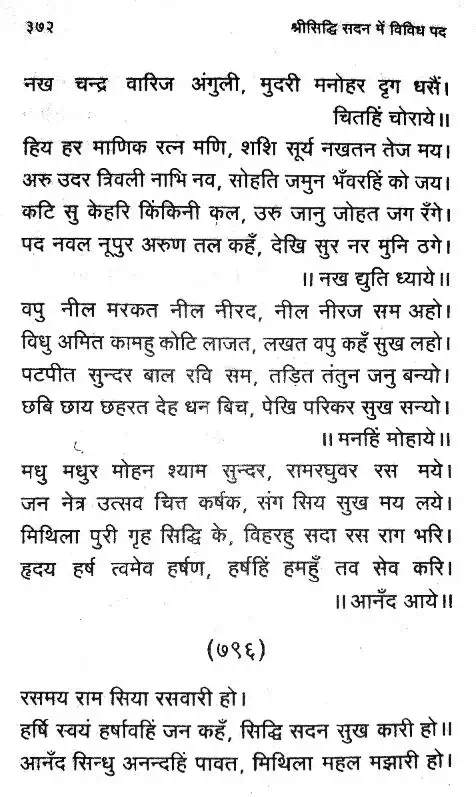 ३७२ श्रीसिद्धि सदन में विविध पद
नख चन्द्र वारिज अंगुली, मुदरी मनोहर दृग धसैं।
चितहिं चोराये॥
हिय हर माणिक रत्न मणि, शशि सूर्य नखतन तेज मय।
अरु उदर त्रिवली नाभि नव, सोहति जमुन भँवरहिं को जय।
कटि सु केहरि किंकिनी कल, उरु जानु जोहत जग रँगे।
पद नवल नूपुर अरुण तल कहँ, देखि सुर नर मुनि ठगे।
॥ नख द्युति ध्याये॥
वपु नील मरकत नील नीरद, नील नीरज सम अहो।
विधु अमित कामहु कोटि लाजत, लखत वपु कहँ सुख लहो।
पटपीत सुन्दर बाल रवि सम, तड़ित तंतुन जनु बन्यो।
छबि छाय छहरत देह धन बिच, पेखि परिकर सुख सन्यो।
॥ मनहिं मोहाये॥
मधु मधुर मोहन श्याम सुन्दर, रामरघुवर रस मये।
जन नेत्र उत्सव चित्त कर्षक, संग सिय सुख मय लये।
मिथिला पुरी गृह सिद्धि के, विहरहु सदा रस राग भरि।
हृदय हर्ष त्वमेव हर्षण, हर्षहिं हमहुँ तव सेव करि।
॥ आनँद आये॥
(७९६)
रसमय राम सिया रसवारी हो।
हर्षि स्वयं हर्षावहिं जन कहँ, सिद्धि सदन सुख कारी हो॥
आनँद सिन्धु अनन्दहिं पावत, मिथिला महल मझारी हो।